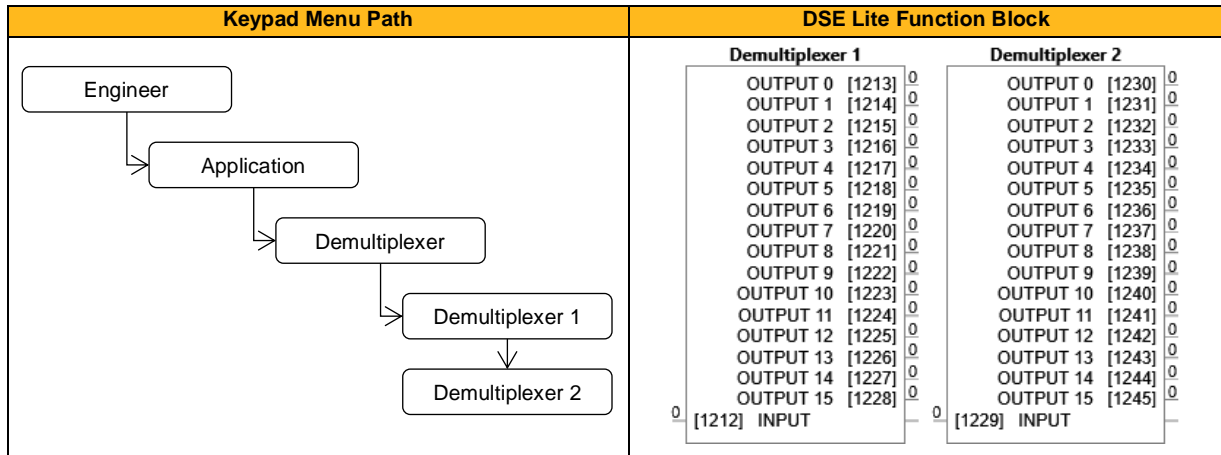 Keypad Menu Path
DSE Lite Function Block
Engineer
Application
Demultiplexer
Demultiplexer 1
Demultiplexer 2
Demultiplexer 1
OUTPUT 0 [1213] 0
OUTPUT 1 [1214] 0
OUTPUT 2 [1215] 0
OUTPUT 3 [1216] 0
OUTPUT 4 [1217] 0
OUTPUT 5 [1218] 0
OUTPUT 6 [1219] 0
OUTPUT 7 [1220] 0
OUTPUT 8 [1221] 0
OUTPUT 9 [1222] 0
OUTPUT 10 [1223] 0
OUTPUT 11 [1224] 0
OUTPUT 12 [1225] 0
OUTPUT 13 [1226] 0
OUTPUT 14 [1227] 0
OUTPUT 15 [1228] 0
0 [1212] INPUT
Demultiplexer 2
OUTPUT 0 [1230] 0
OUTPUT 1 [1231] 0
OUTPUT 2 [1232] 0
OUTPUT 3 [1233] 0
OUTPUT 4 [1234] 0
OUTPUT 5 [1235] 0
OUTPUT 6 [1236] 0
OUTPUT 7 [1237] 0
OUTPUT 8 [1238] 0
OUTPUT 9 [1239] 0
OUTPUT 10 [1240] 0
OUTPUT 11 [1241] 0
OUTPUT 12 [1242] 0
OUTPUT 13 [1243] 0
OUTPUT 14 [1244] 0
OUTPUT 15 [1245] 0
0 [1229] INPUT